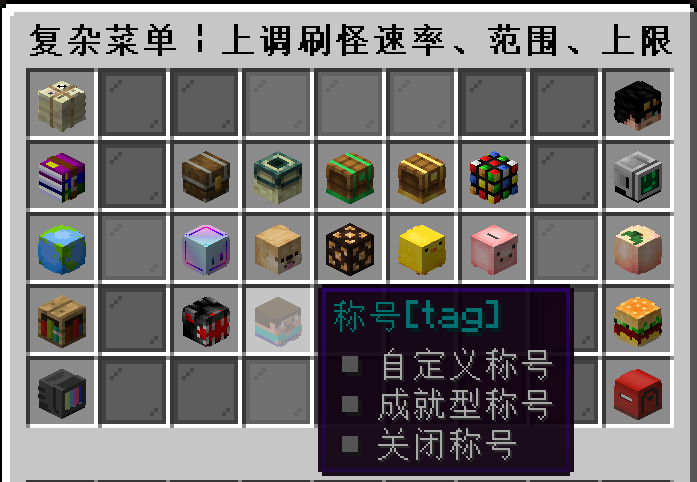 复杂菜单 | 上调刷怪速率、范围、上限
称号[tag]
自定义称号
成就型称号
关闭称号